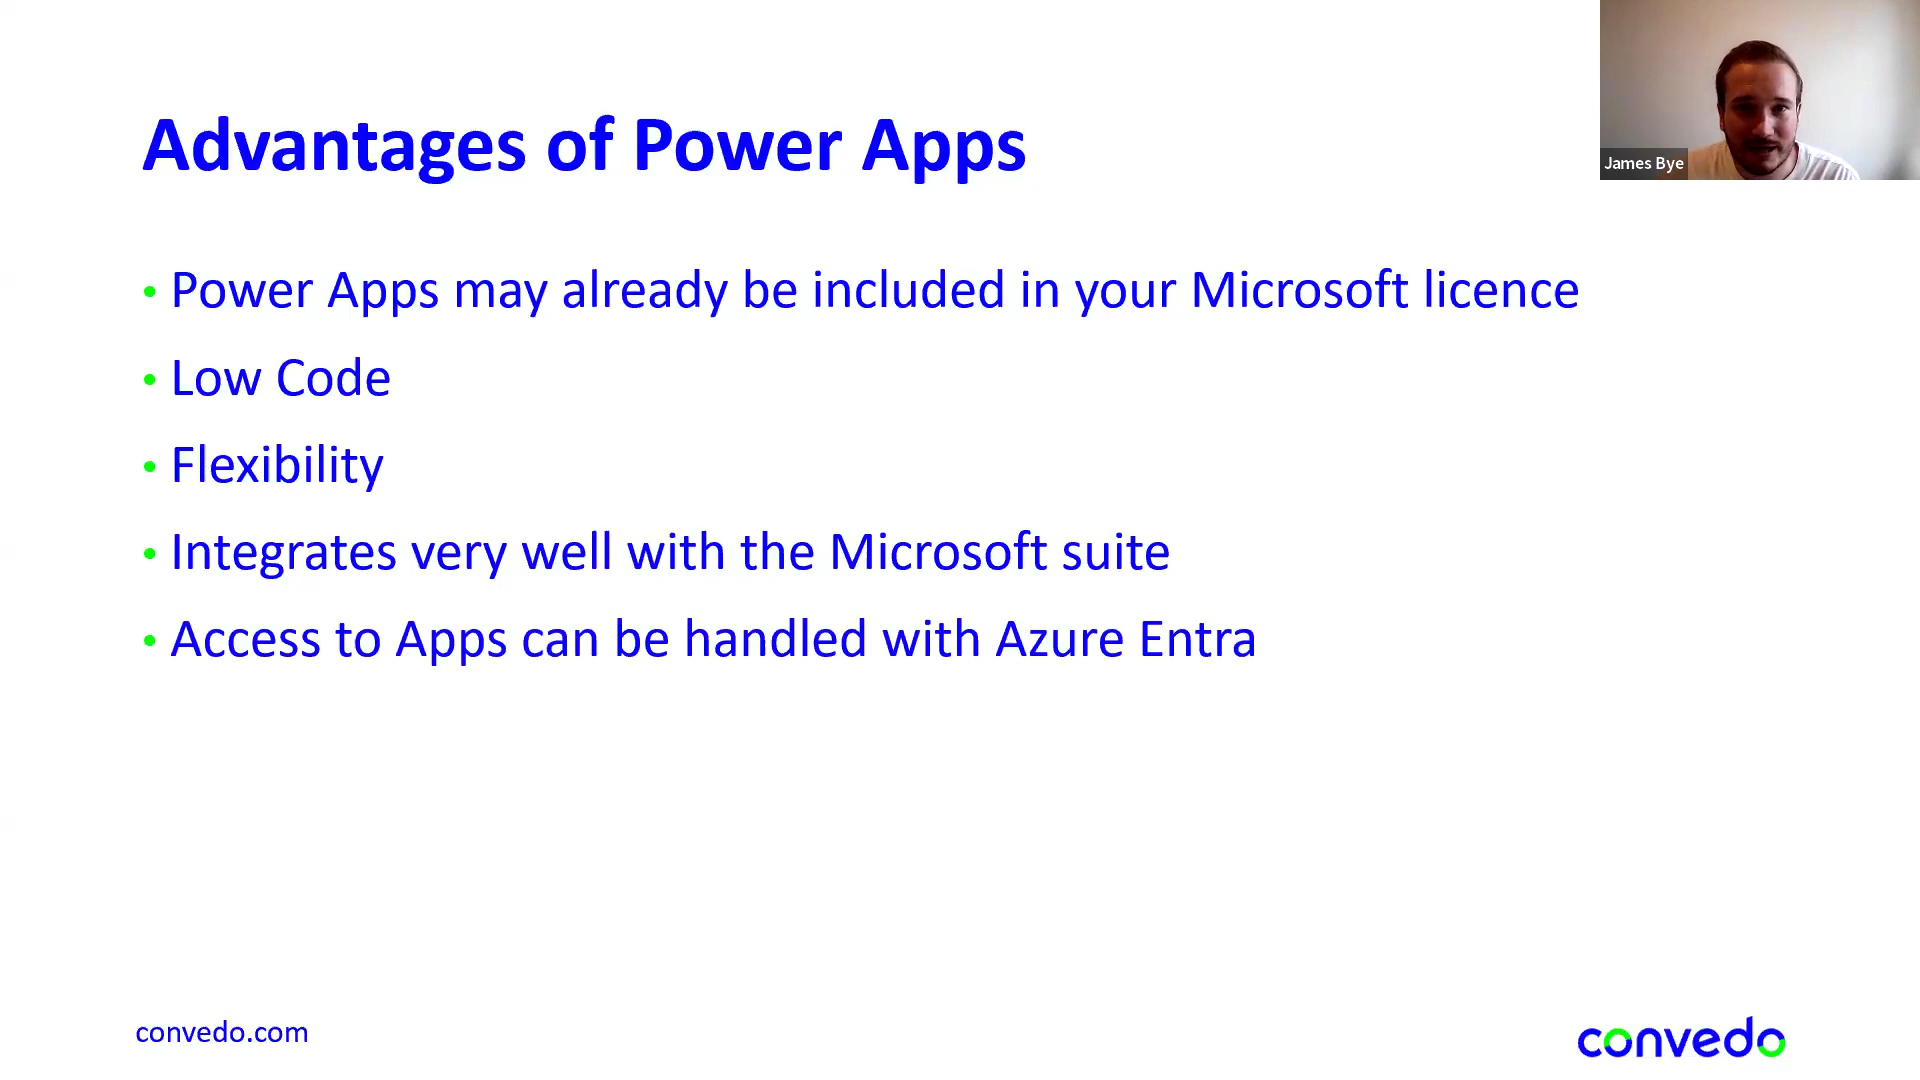 James Bye
Advantages of Power Apps
• Power Apps may already be included in your Microsoft licence
• Low Code
• Flexibility
• Integrates very well with the Microsoft suite
• Access to Apps can be handled with Azure Entra
convedo.com
convedo